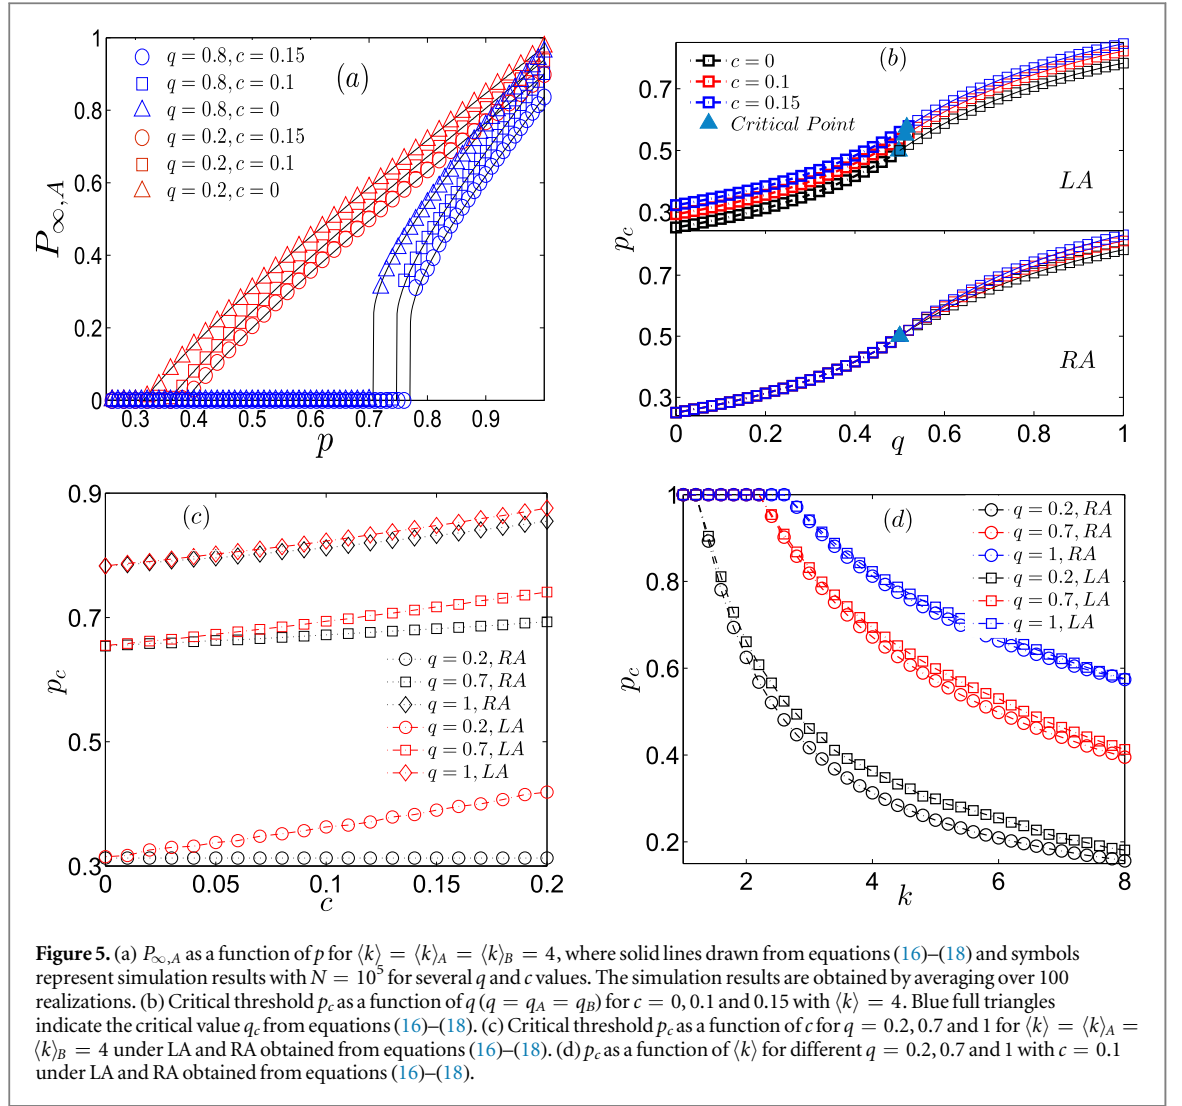 (a)
q = 0.8, c = 0.15
q = 0.8, c = 0.1
q = 0.8, c = 0
q = 0.2, c = 0.15
q = 0.2, c = 0.1
q = 0.2, c = 0
P∞,A
1
0.8
0.6
0.4
0.2
0
0.3 0.4 0.5 0.6 0.7 0.8 0.9
p
(b)
c = 0
c = 0.1
c = 0.15
Critical Point
LA
0.7
0.5
0.3
pc
RA
0.7
0.5
0.3
0 0.2 0.4 0.6 0.8 1
q
(c)
0.9
0.7
0.5
0.3
pc
q = 0.2, RA
q = 0.7, RA
q = 1, RA
q = 0.2, LA
q = 0.7, LA
q = 1, LA
0 0.05 0.1 0.15 0.2
c
(d)
1
0.8
0.6
0.4
0.2
pc
q = 0.2, RA
q = 0.7, RA
q = 1, RA
q = 0.2, LA
q = 0.7, LA
q = 1, LA
2 4 6 8
k
Figure 5. (a) P∞,A as a function of p for ⟨k⟩ = ⟨k⟩A = ⟨k⟩B = 4, where solid lines drawn from equations (16)–(18) and symbols
represent simulation results with N = 10⁵ for several q and c values. The simulation results are obtained by averaging over 100
realizations. (b) Critical threshold pc as a function of q (q = qA = qB) for c = 0, 0.1 and 0.15 with ⟨k⟩ = 4. Blue full triangles
indicate the critical value qc from equations (16)–(18). (c) Critical threshold pc as a function of c for q = 0.2, 0.7 and 1 for ⟨k⟩ = ⟨k⟩A =
⟨k⟩B = 4 under LA and RA obtained from equations (16)–(18). (d) pc as a function of ⟨k⟩ for different q = 0.2, 0.7 and 1 with c = 0.1
under LA and RA obtained from equations (16)–(18).